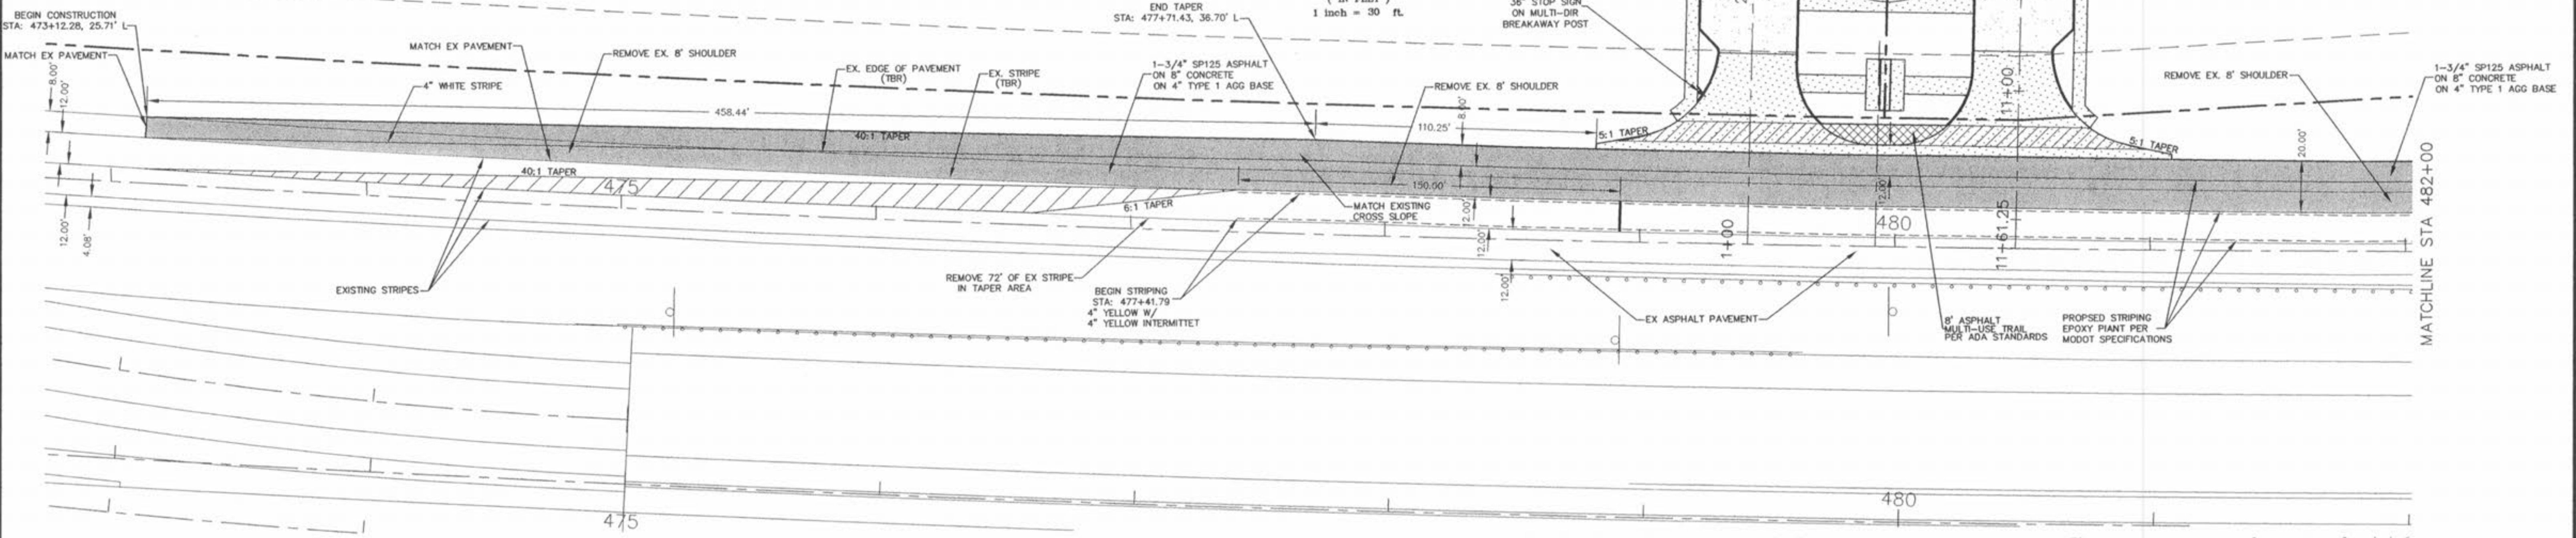 BEGIN CONSTRUCTION
STA: 473+12.28, 25.71' L
MATCH EX PAVEMENT
8.00'
12.00'
MATCH EX PAVEMENT
4" WHITE STRIPE
REMOVE EX. 8' SHOULDER
458.44'
EX. EDGE OF PAVEMENT
(TBR)
EX. STRIPE
(TBR)
40:1 TAPER
1-3/4" SP125 ASPHALT
ON 8" CONCRETE
ON 4" TYPE 1 AGG BASE
END TAPER
STA: 477+71.43, 36.70' L
1 inch = 30 ft.
REMOVE EX. 8' SHOULDER
110.25'
8.00'
36" STOP SIGN
ON MULTI-DIR
BREAKAWAY POST
5:1 TAPER
11+00
5:1 TAPER
REMOVE EX. 8' SHOULDER
1-3/4" SP125 ASPHALT
ON 8" CONCRETE
ON 4" TYPE 1 AGG BASE
20.00'
MATCHLINE STA 482+00
40:1 TAPER
475
6:1 TAPER
150.00'
MATCH EXISTING
CROSS SLOPE
12.00'
12.00'
12.00'
12.00'
1+00
480
11+61.25
12.00'
4.08'
EXISTING STRIPES
REMOVE 72' OF EX STRIPE
IN TAPER AREA
BEGIN STRIPING
STA: 477+41.79
4" YELLOW W/
4" YELLOW INTERMITTET
EX ASPHALT PAVEMENT
8' ASPHALT
MULTI-USE TRAIL
PER ADA STANDARDS
PROPSED STRIPING
EPOXY PIANT PER
MODOT SPECIFICATIONS
475
480